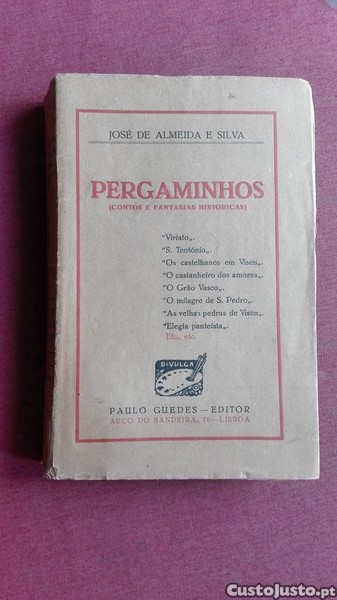 JOSÉ DE ALMEIDA E SILVA
PERGAMINHOS
(CONTOS E FANTASIAS HISTORICAS)
"Viriato„.
"S. Teotónio„.
"Os castelhanos em Viseu„.
"O castanheiro dos amores„.
"O Grão Vasco„.
"O milagre de S. Pedro„.
"As velhas pedras de Viseu„.
"Elegia panteista„.
Etc., etc.
DIVULGA
PAULO GUEDES — EDITOR
ARCO DO BANDEIRA, 76—LISBOA
CustoJusto.pt